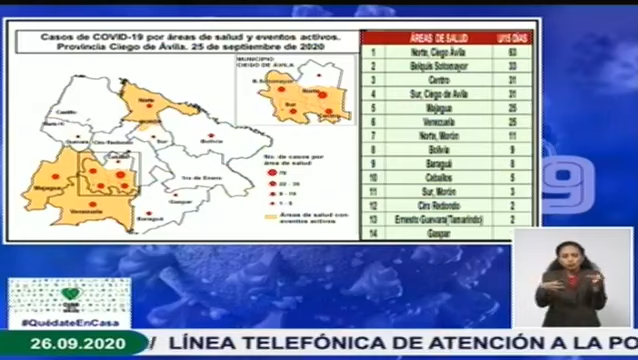 Casos de COVID-19 por áreas de salud y eventos activos.
Provincia Ciego de Ávila. 25 de septiembre de 2020
MUNICIPIO
CIEGO DE ÁVILA
Norte
Sur
Bolivia
Ciro Redondo
1ro de Enero
Majagua
Venezuela
Baraguá
Gaspar
No. de casos por
área de salud
Áreas de salud con
eventos activos
ÁREAS DE SALUD U/15 DÍAS
1 Norte, Ciego Ávila 63
2 Belquis Sotomayor 33
3 Centro 31
4 Sur, Ciego de Ávila 31
5 Majagua 25
6 Venezuela 25
7 Norte, Morón 11
8 Bolivia 9
9 Baraguá 8
10 Ceballos 5
11 Sur, Morón 3
12 Ciro Redondo 2
13 Ernesto Guevara(Tamarindo) 2
14 Gaspar
9
#QuédateEnCasa
26.09.2020 / LÍNEA TELEFÓNICA DE ATENCIÓN A LA PO